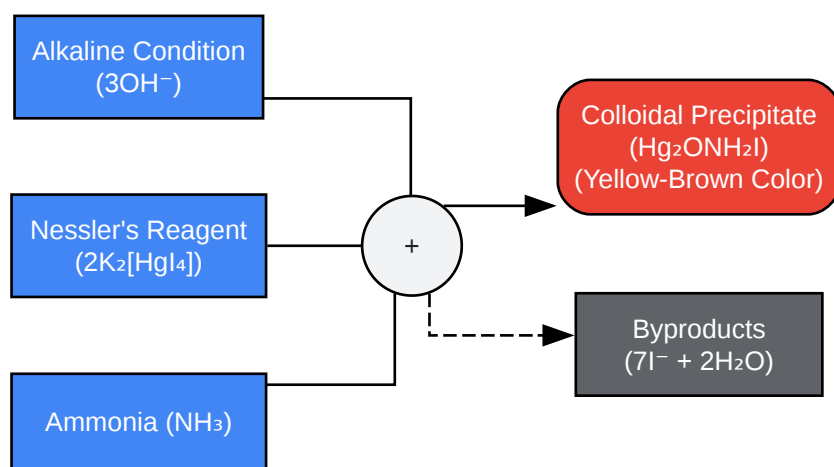 Alkaline Condition
(3OH⁻)
Nessler's Reagent
(2K₂[HgI₄])
Ammonia (NH₃)
+
Colloidal Precipitate
(Hg₂ONH₂I)
(Yellow-Brown Color)
Byproducts
(7I⁻ + 2H₂O)